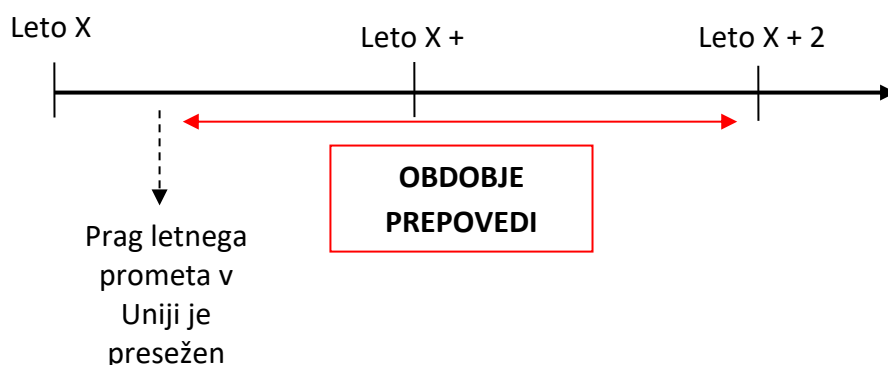 Leto X
Leto X +
Leto X + 2
OBDOBJE
PREPOVEDI
Prag letnega
prometa v
Uniji je
presežen